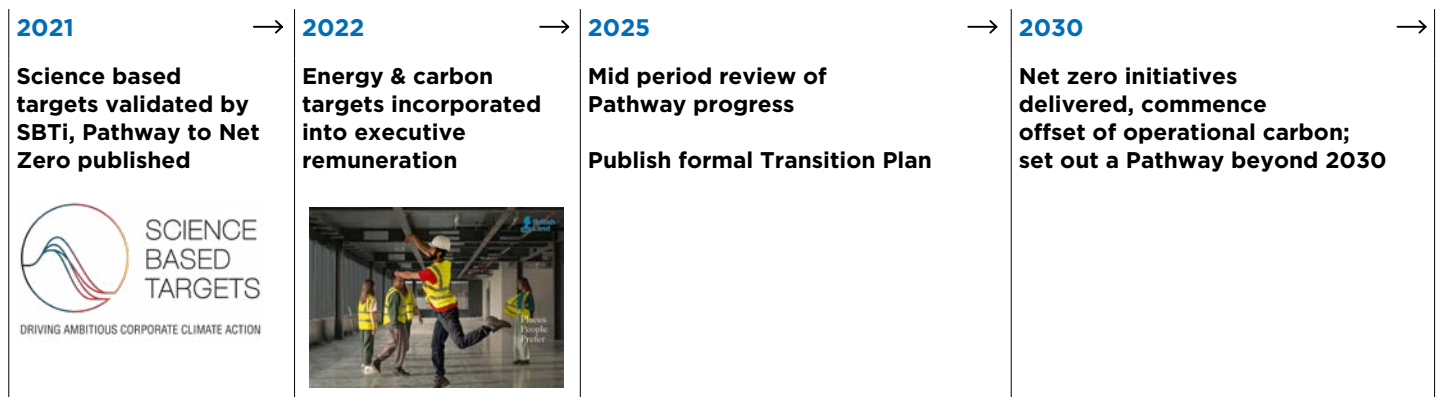 2021
Science based
targets validated by
SBTi, Pathway to Net
Zero published
SCIENCE
BASED
TARGETS
DRIVING AMBITIOUS CORPORATE CLIMATE ACTION
2022
Energy & carbon
targets incorporated
into executive
remuneration
British
Land
Places
People
Prefer
2025
Mid period review of
Pathway progress
Publish formal Transition Plan
2030
Net zero initiatives
delivered, commence
offset of operational carbon;
set out a Pathway beyond 2030